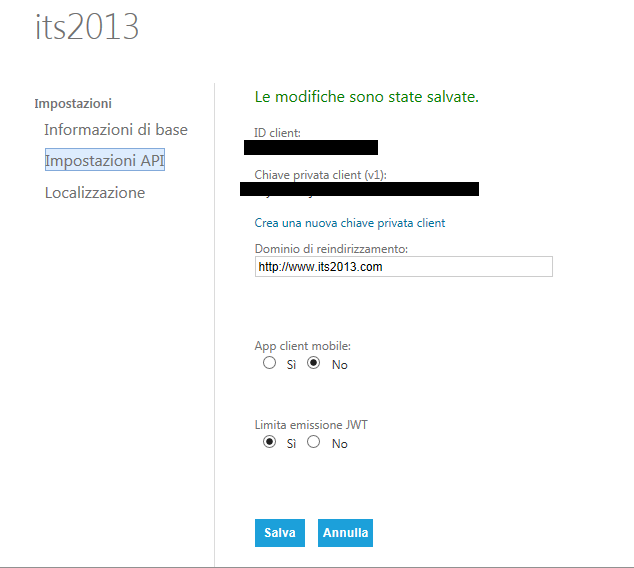 its2013
Impostazioni
Informazioni di base
Impostazioni API
Localizzazione
Le modifiche sono state salvate.
ID client:
Chiave privata client (v1):
Crea una nuova chiave privata client
Dominio di reindirizzamento:
http://www.its2013.com
App client mobile:
Sì No
Limita emissione JWT
Sì No
Salva Annulla